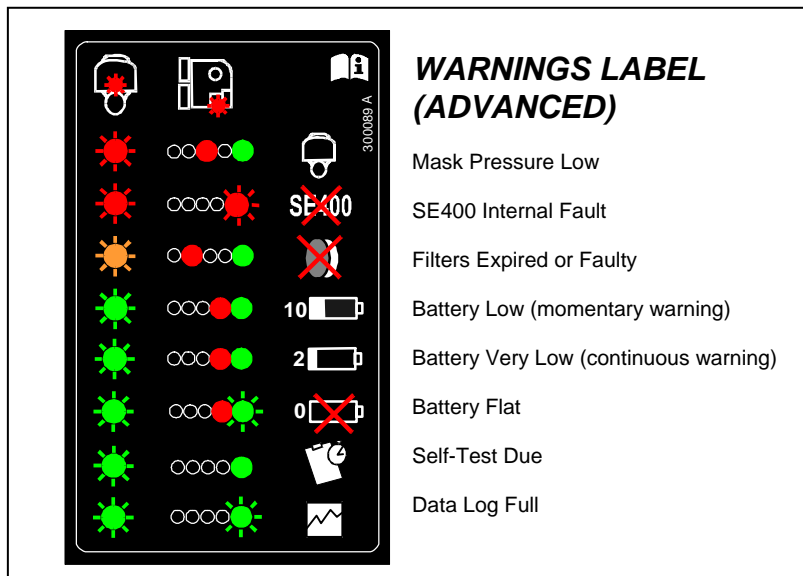 WARNINGS LABEL
(ADVANCED)
300089 A
Mask Pressure Low
SE400
SE400 Internal Fault
Filters Expired or Faulty
10
Battery Low (momentary warning)
2
Battery Very Low (continuous warning)
0
Battery Flat
Self-Test Due
Data Log Full